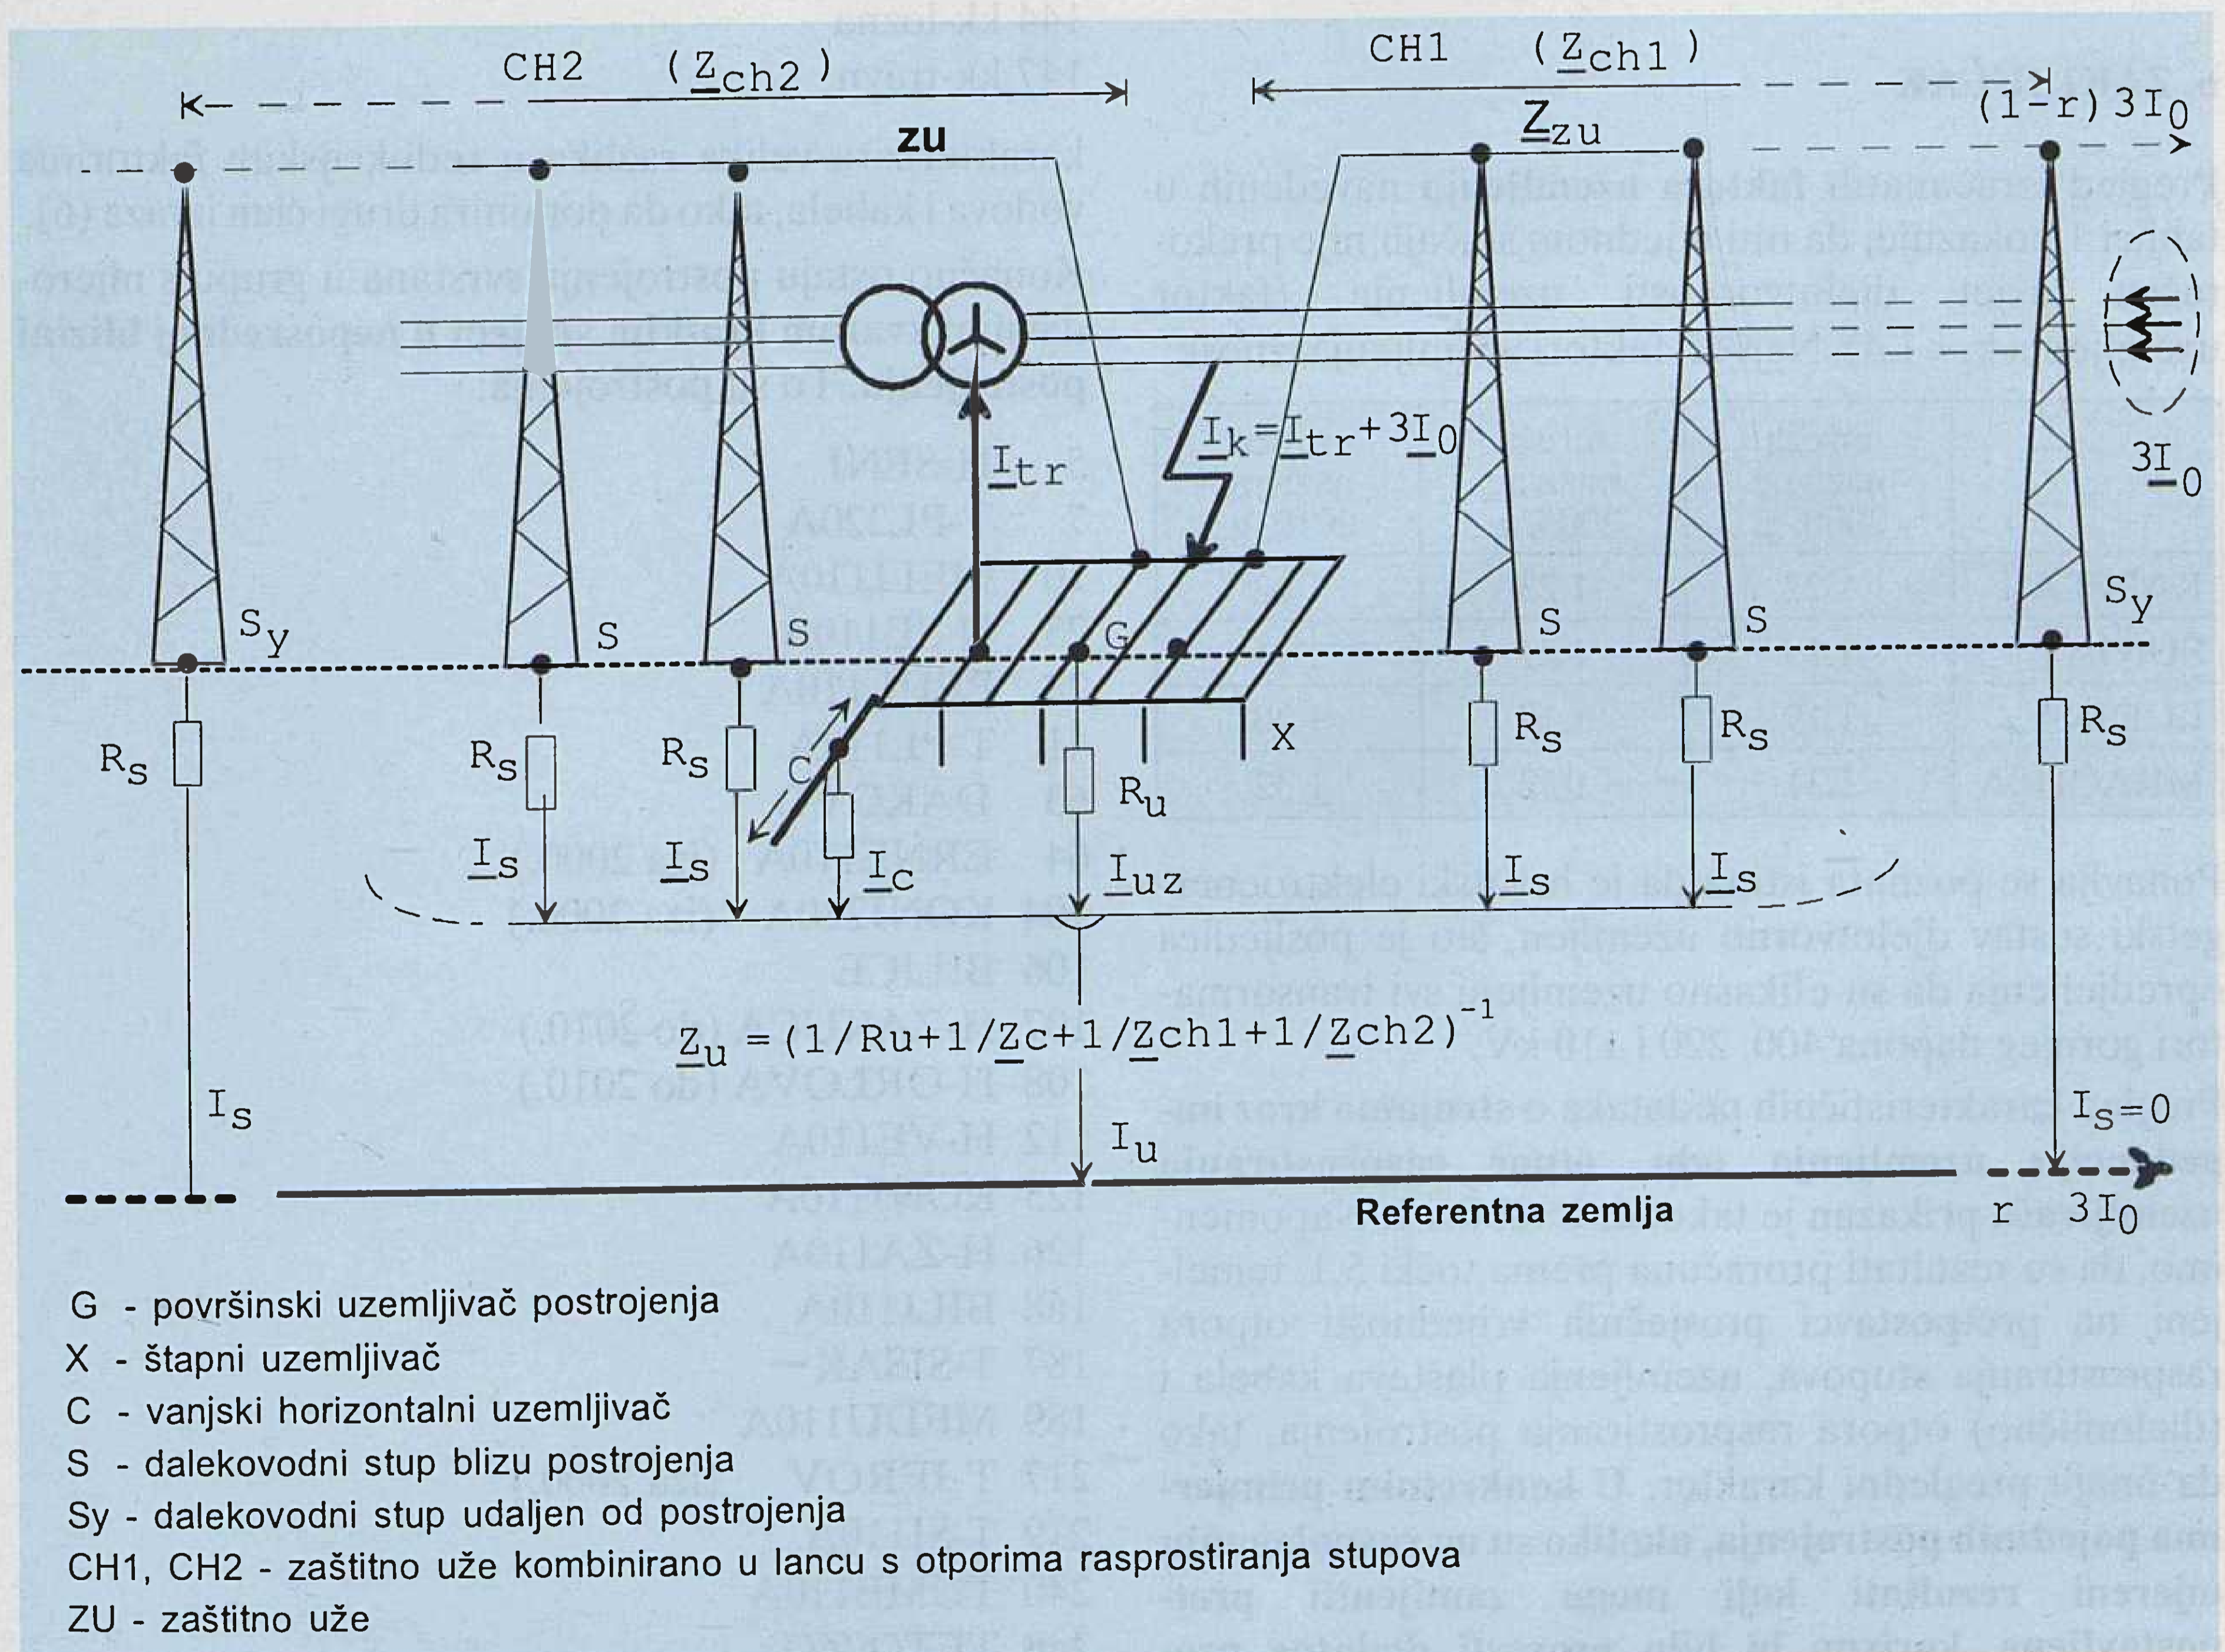 CH2 (Zch2)
CH1 (Zch1)
(1-r)3I0
zu
Zzu
Ik=Itr+3I0
Itr
3I0
Sy
S
S
G
S
S
Sy
Rs
Rs
Rs
C
X
Ru
Rs
Rs
Rs
Is
Is
Ic
Iuz
Is
Is
Zu = (1/Ru+1/Zc+1/Zch1+1/Zch2)-1
Is
Iu
Is=0
Referentna zemlja
r 3I0
G - površinski uzemljivač postrojenja
X - štapni uzemljivač
C - vanjski horizontalni uzemljivač
S - dalekovodni stup blizu postrojenja
Sy - dalekovodni stup udaljen od postrojenja
CH1, CH2 - zaštitno uže kombinirano u lancu s otporima rasprostiranja stupova
ZU - zaštitno uže